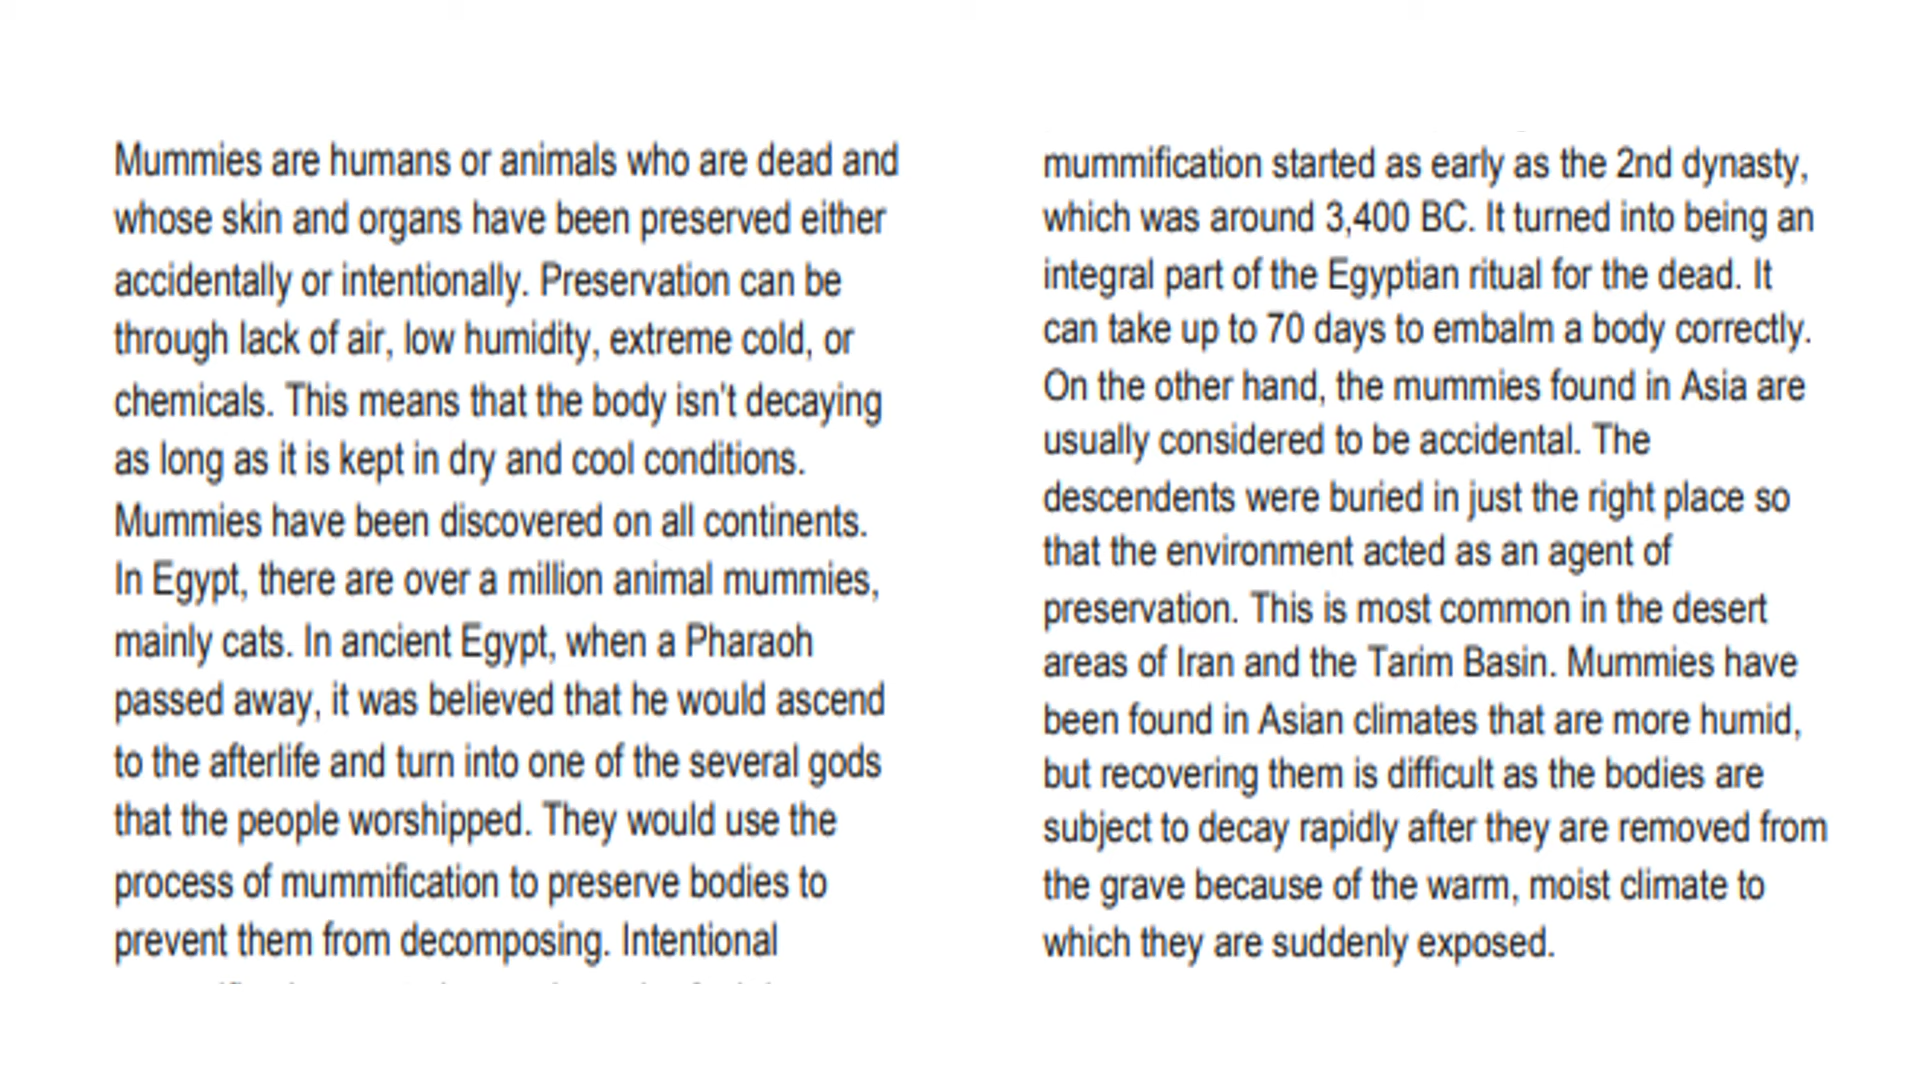 Mummies are humans or animals who are dead and
whose skin and organs have been preserved either
accidentally or intentionally. Preservation can be
through lack of air, low humidity, extreme cold, or
chemicals. This means that the body isn't decaying
as long as it is kept in dry and cool conditions.
Mummies have been discovered on all continents.
In Egypt, there are over a million animal mummies,
mainly cats. In ancient Egypt, when a Pharaoh
passed away, it was believed that he would ascend
to the afterlife and turn into one of the several gods
that the people worshipped. They would use the
process of mummification to preserve bodies to
prevent them from decomposing. Intentional
mummification started as early as the 2nd dynasty,
which was around 3,400 BC. It turned into being an
integral part of the Egyptian ritual for the dead. It
can take up to 70 days to embalm a body correctly.
On the other hand, the mummies found in Asia are
usually considered to be accidental. The
descendents were buried in just the right place so
that the environment acted as an agent of
preservation. This is most common in the desert
areas of Iran and the Tarim Basin. Mummies have
been found in Asian climates that are more humid,
but recovering them is difficult as the bodies are
subject to decay rapidly after they are removed from
the grave because of the warm, moist climate to
which they are suddenly exposed.